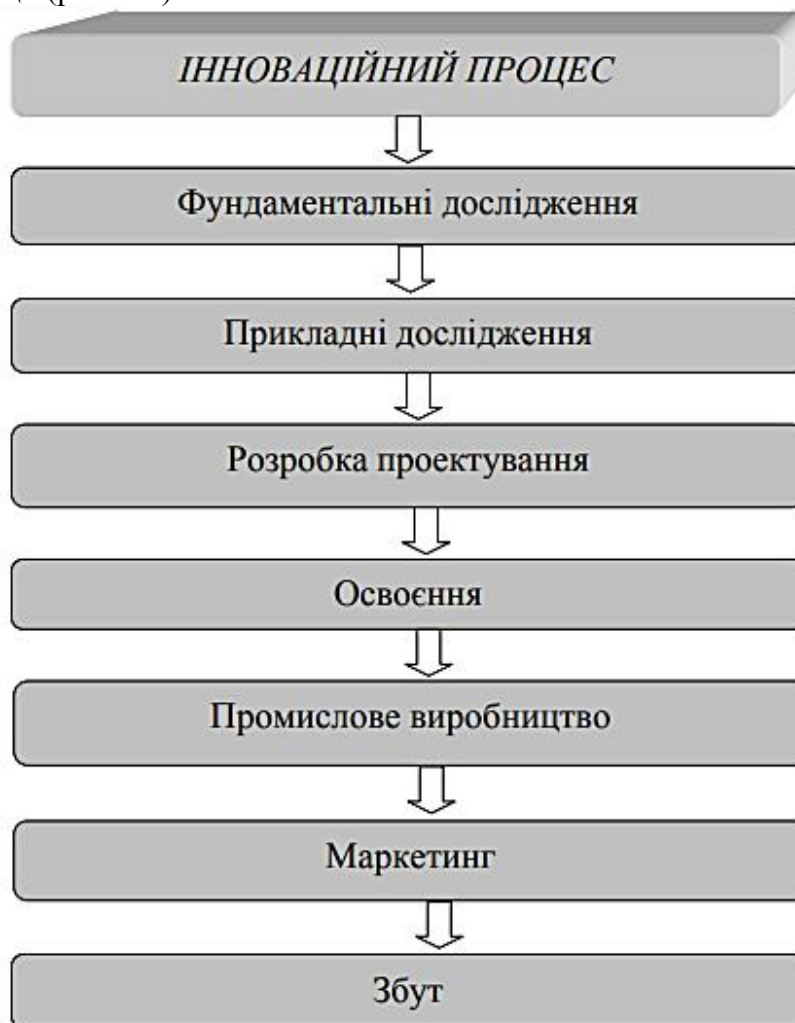 ІННОВАЦІЙНИЙ ПРОЦЕС
Фундаментальні дослідження
Прикладні дослідження
Розробка проектування
Освоєння
Промислове виробництво
Маркетинг
Збут